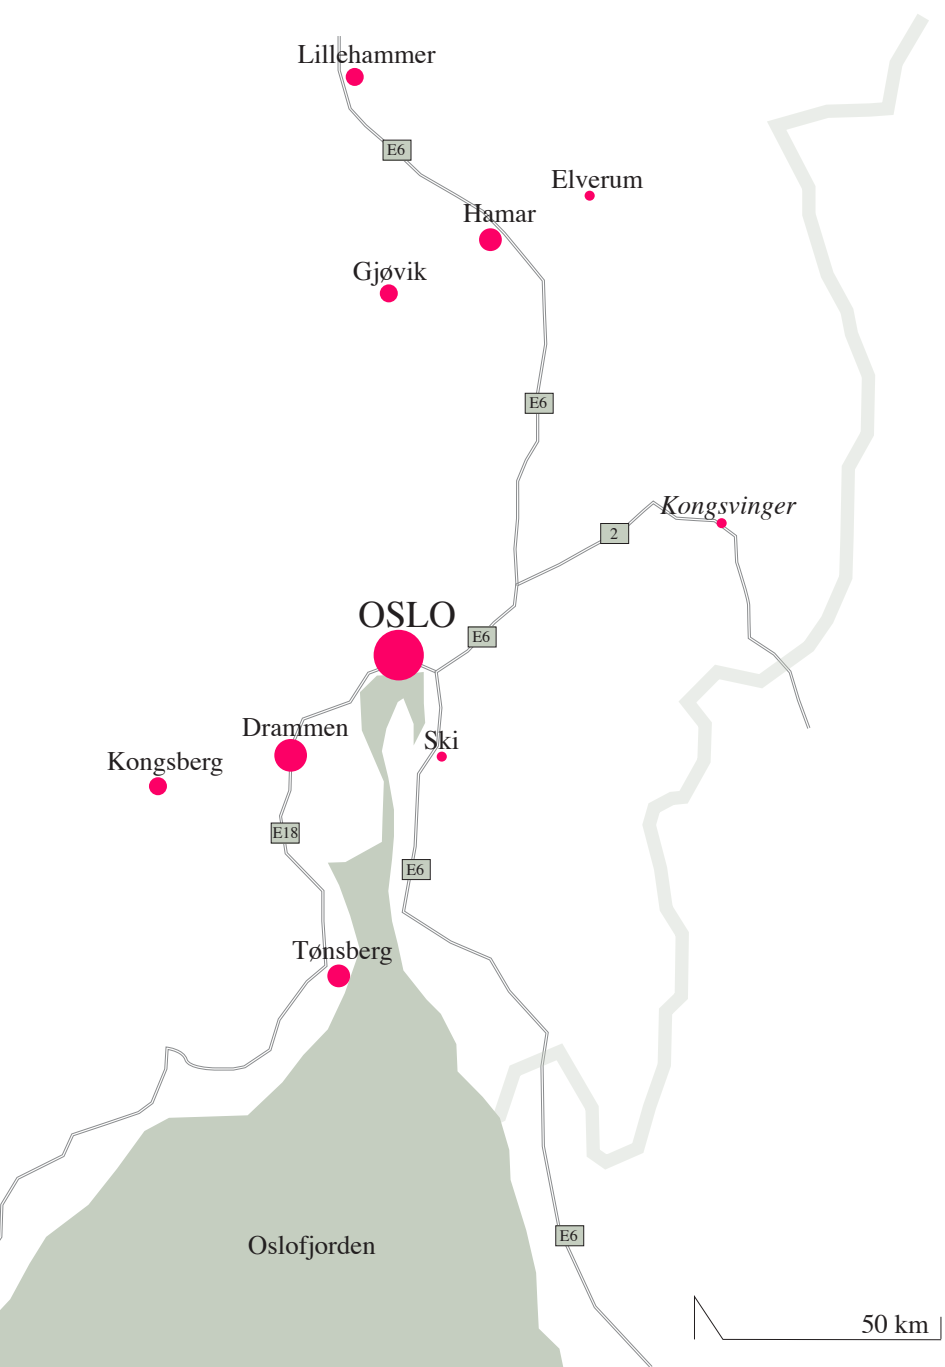 Lillehammer
E6
Elverum
Hamar
Gjøvik
E6
Kongsvinger
2
OSLO
E6
Drammen
Ski
Kongsberg
E18
E6
Tønsberg
E6
Oslofjorden
50 km